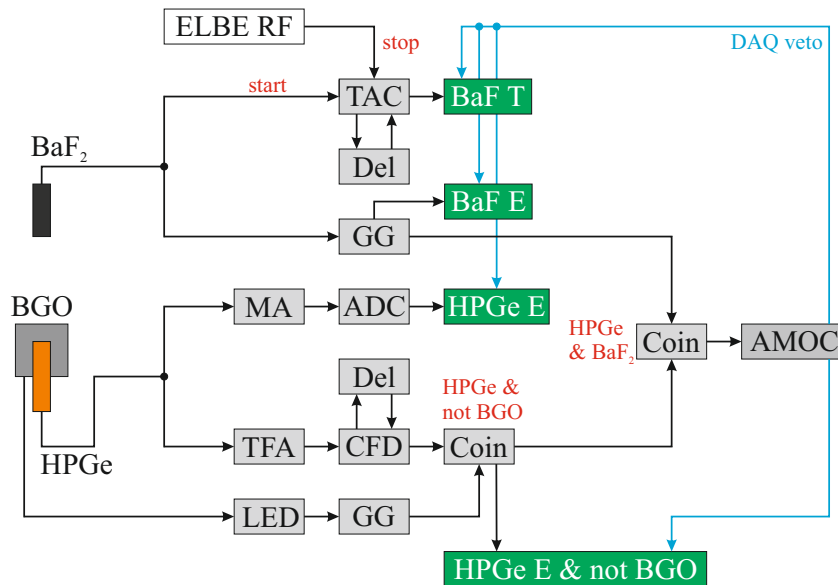 ELBE RF
stop
DAQ veto
start
TAC
BaF T
BaF₂
Del
BaF E
GG
BGO
MA
ADC
HPGe E
HPGe
& BaF₂
Coin
AMOC
Del
HPGe &
not BGO
HPGe
TFA
CFD
Coin
LED
GG
HPGe E & not BGO